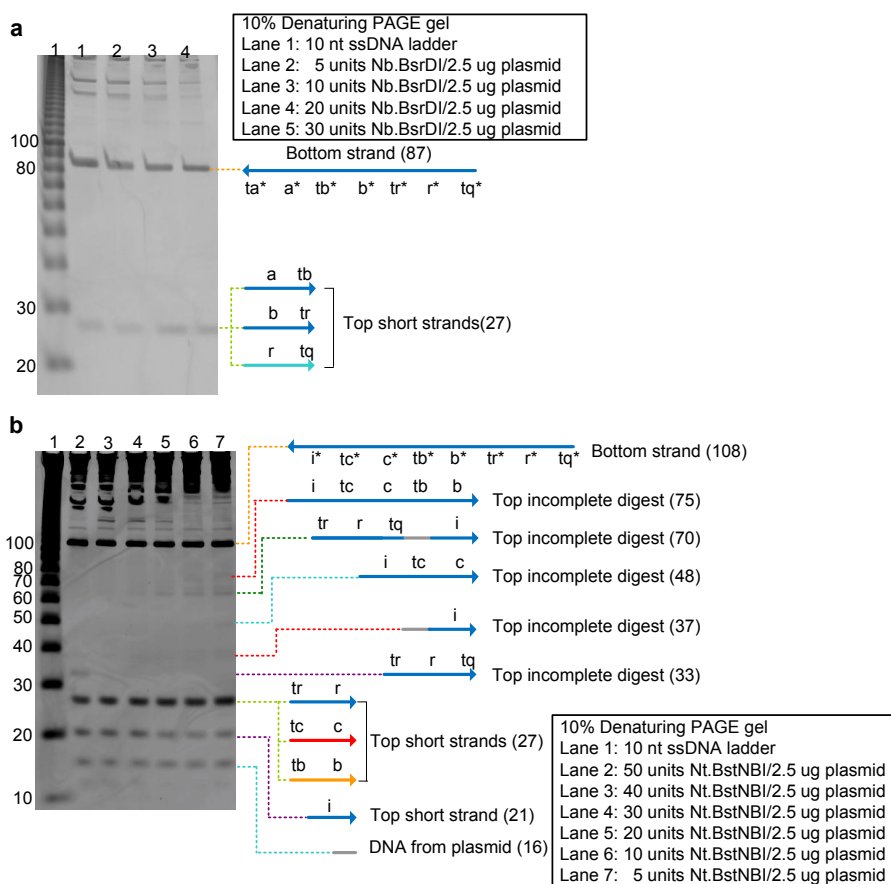 a
1 1 2 3 4
10% Denaturing PAGE gel
Lane 1: 10 nt ssDNA ladder
Lane 2: 5 units Nb.BsrDI/2.5 ug plasmid
Lane 3: 10 units Nb.BsrDI/2.5 ug plasmid
Lane 4: 20 units Nb.BsrDI/2.5 ug plasmid
Lane 5: 30 units Nb.BsrDI/2.5 ug plasmid
100
80
30
20
Bottom strand (87)
ta* a* tb* b* tr* r* tq*
a tb
b tr
r tq
Top short strands(27)
b
1 2 3 4 5 6 7
100
80
70
60
50
40
30
20
10
i* tc* c* tb* b* tr* r* tq*
Bottom strand (108)
i tc c tb b
Top incomplete digest (75)
tr r tq i
Top incomplete digest (70)
i tc c
Top incomplete digest (48)
i
Top incomplete digest (37)
tr r tq
Top incomplete digest (33)
tr r
tc c
tb b
Top short strands (27)
i
Top short strand (21)
DNA from plasmid (16)
10% Denaturing PAGE gel
Lane 1: 10 nt ssDNA ladder
Lane 2: 50 units Nt.BstNBI/2.5 ug plasmid
Lane 3: 40 units Nt.BstNBI/2.5 ug plasmid
Lane 4: 30 units Nt.BstNBI/2.5 ug plasmid
Lane 5: 20 units Nt.BstNBI/2.5 ug plasmid
Lane 6: 10 units Nt.BstNBI/2.5 ug plasmid
Lane 7: 5 units Nt.BstNBI/2.5 ug plasmid